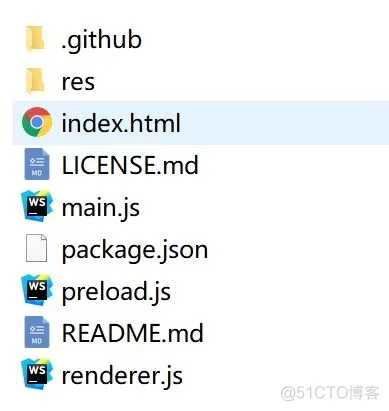 .github
res
index.html
LICENSE.md
main.js
package.json
preload.js
README.md
renderer.js
@51CTO博客